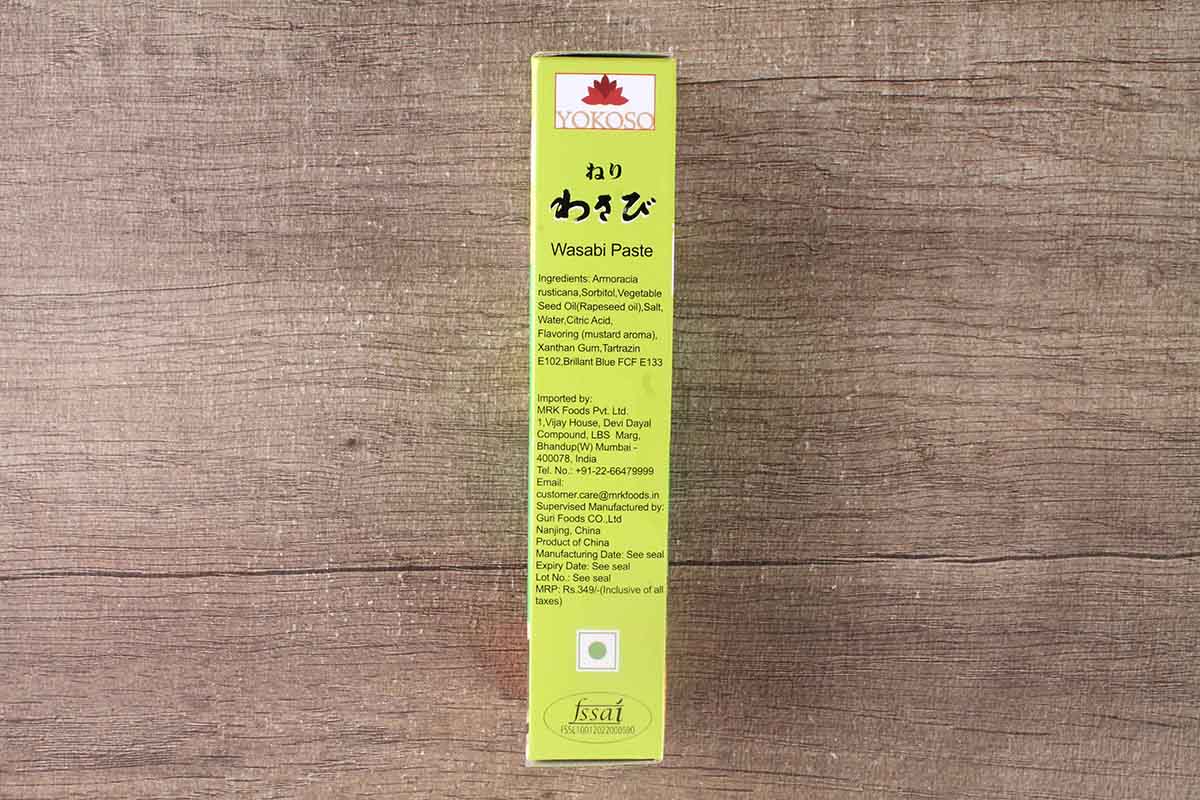 YOKOSO
ねり
わさび
Wasabi Paste
Ingredients: Armoracia
rusticana,Sorbitol,Vegetable
Seed Oil(Rapeseed oil),Salt,
Water,Citric Acid,
Flavoring (mustard aroma),
Xanthan Gum,Tartrazin
E102,Brillant Blue FCF E133
Imported by:
MRK Foods Pvt. Ltd.
1,Vijay House, Devi Dayal
Compound, LBS Marg,
Bhandup(W) Mumbai -
400078, India
Tel. No.: +91-22-66479999
Email:
customer.care@mrkfoods.in
Supervised Manufactured by:
Guri Foods CO.,Ltd
Nanjing, China
Product of China
Manufacturing Date: See seal
Expiry Date: See seal
Lot No.: See seal
MRP: Rs.349/-(Inclusive of all
taxes)
fssai